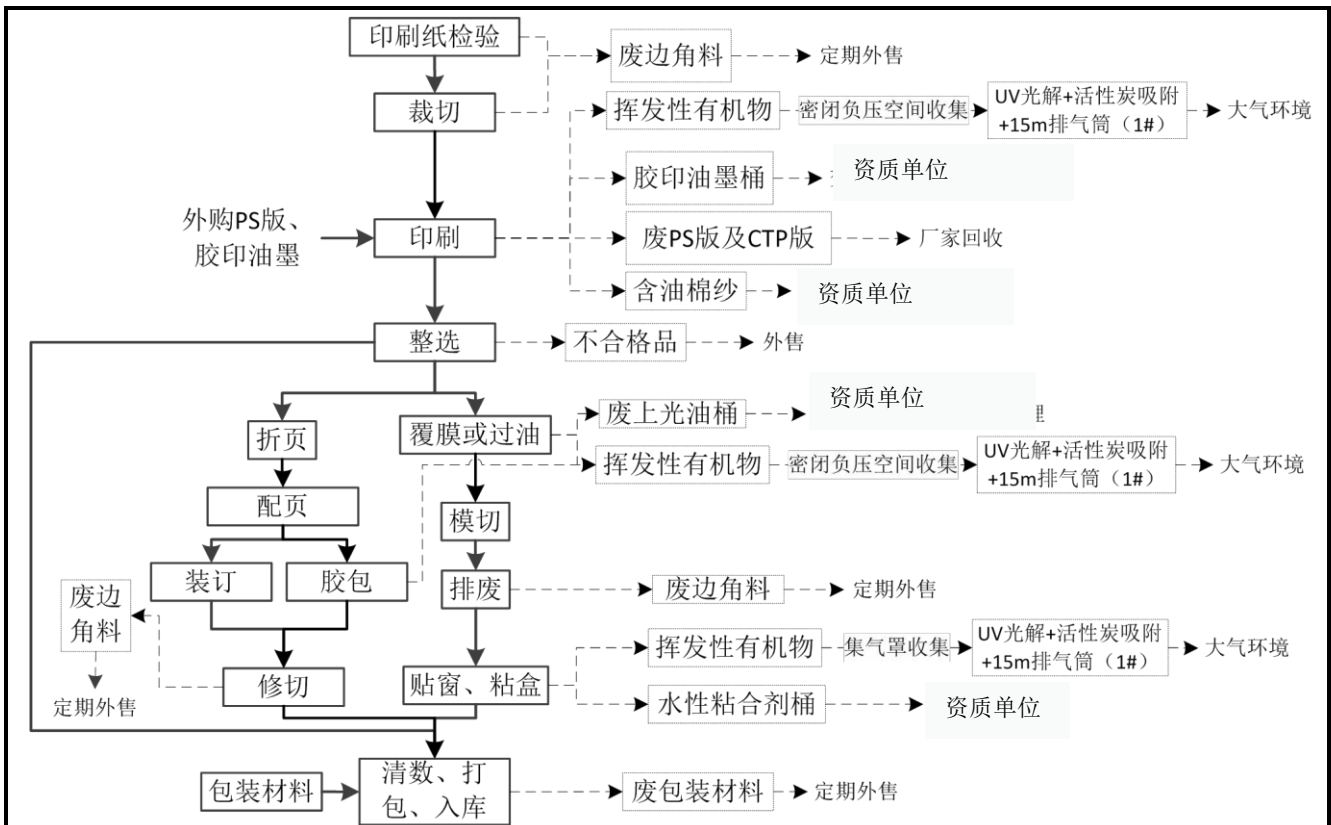 印刷纸检验
废边角料
定期外售
裁切
挥发性有机物
密闭负压空间收集
UV光解+活性炭吸附
+15m排气筒（1#）
大气环境
胶印油墨桶
资质单位
外购PS版、
胶印油墨
印刷
废PS版及CTP版
厂家回收
含油棉纱
资质单位
整选
不合格品
外售
折页
覆膜或过油
废上光油桶
资质单位
挥发性有机物
密闭负压空间收集
UV光解+活性炭吸附
+15m排气筒（1#）
大气环境
配页
模切
装订
胶包
排废
废边角料
定期外售
废边
角料
定期外售
修切
贴窗、粘盒
挥发性有机物
集气罩收集
UV光解+活性炭吸附
+15m排气筒（1#）
大气环境
水性粘合剂桶
资质单位
包装材料
清数、打
包、入库
废包装材料
定期外售